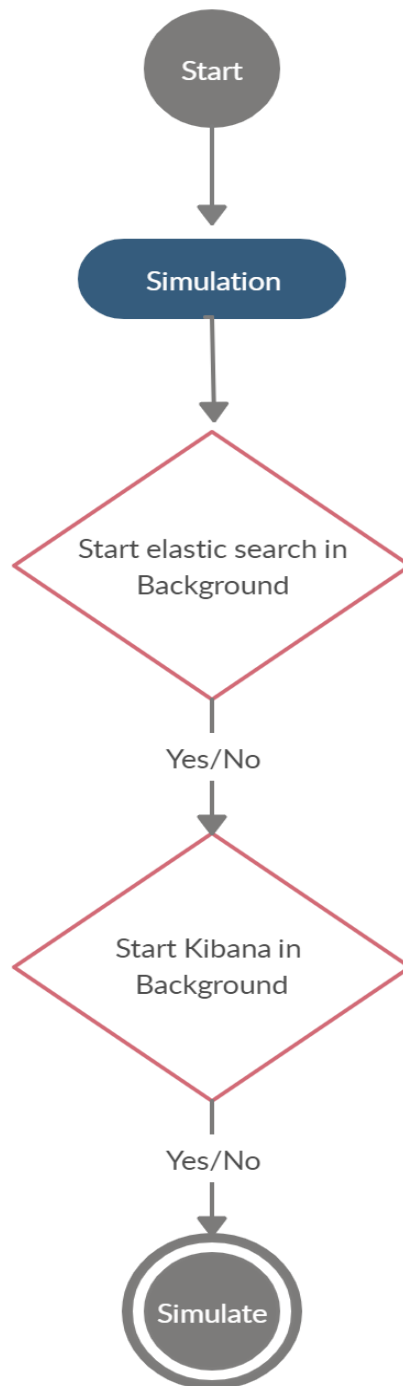 Start
Simulation
Start elastic search in
Background
Yes/No
Start Kibana in
Background
Yes/No
Simulate